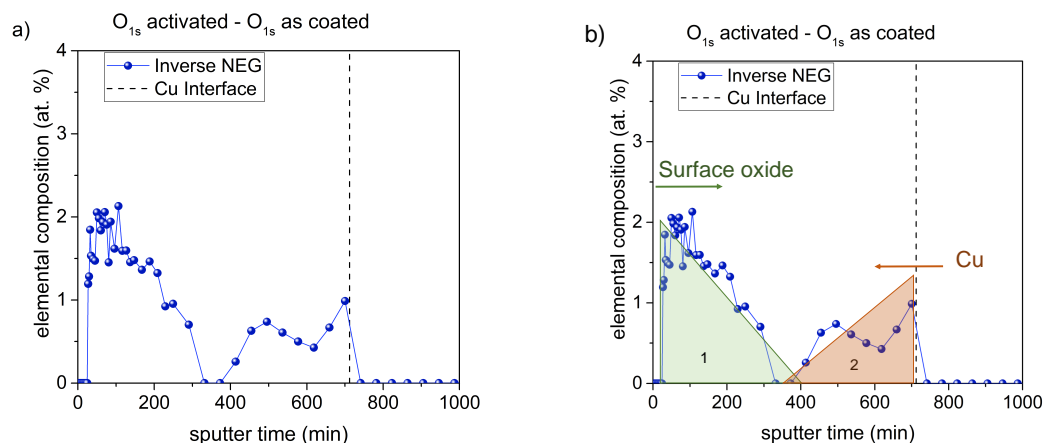 a)
O1s activated - O1s as coated
Inverse NEG
Cu Interface
4
3
2
1
0
elemental composition (at. %)
0 200 400 600 800 1000
sputter time (min)
b)
O1s activated - O1s as coated
Inverse NEG
Cu Interface
4
3
2
1
0
elemental composition (at. %)
Surface oxide
Cu
1
2
0 200 400 600 800 1000
sputter time (min)